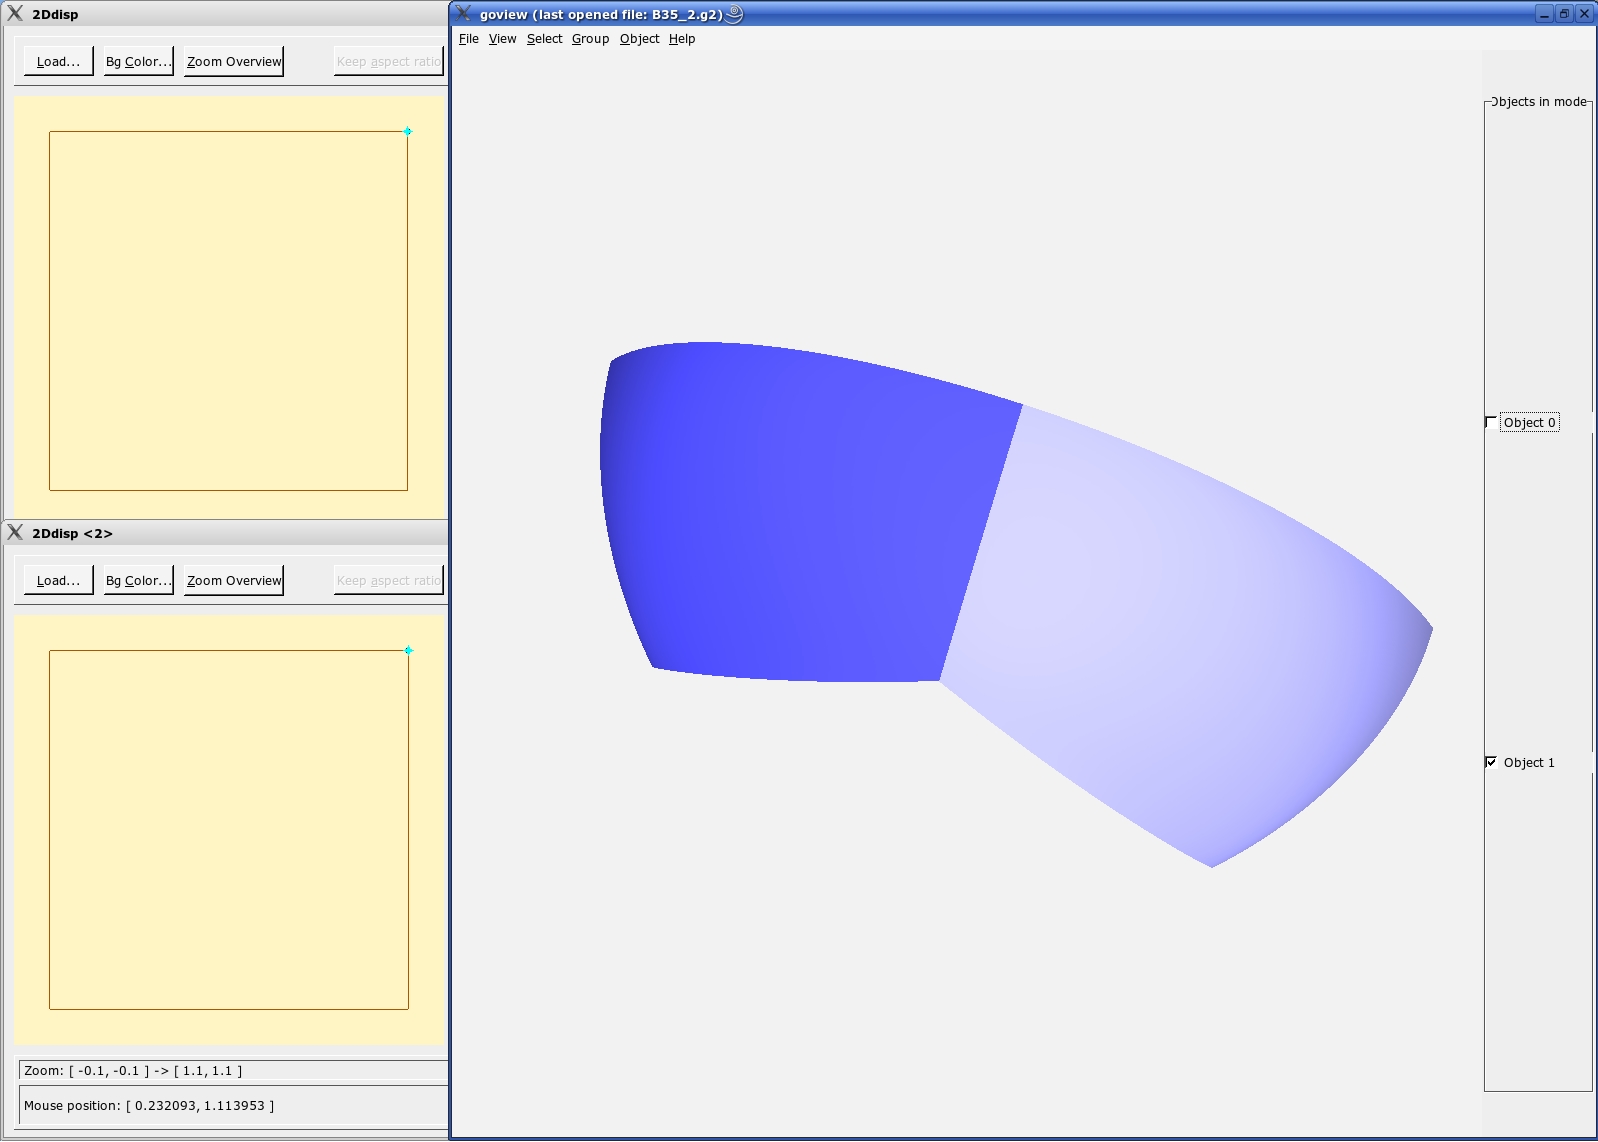 2Ddisp
Load...
Bg Color...
Zoom Overview
Keep aspect ratio
2Ddisp <2>
Load...
Bg Color...
Zoom Overview
Keep aspect ratio
Zoom: [ -0.1, -0.1 ] -> [ 1.1, 1.1 ]
Mouse position: [ 0.232093, 1.113953 ]
goview (last opened file: B35_2.g2)
File View Select Group Object Help
Objects in mode
Object 0
Object 1